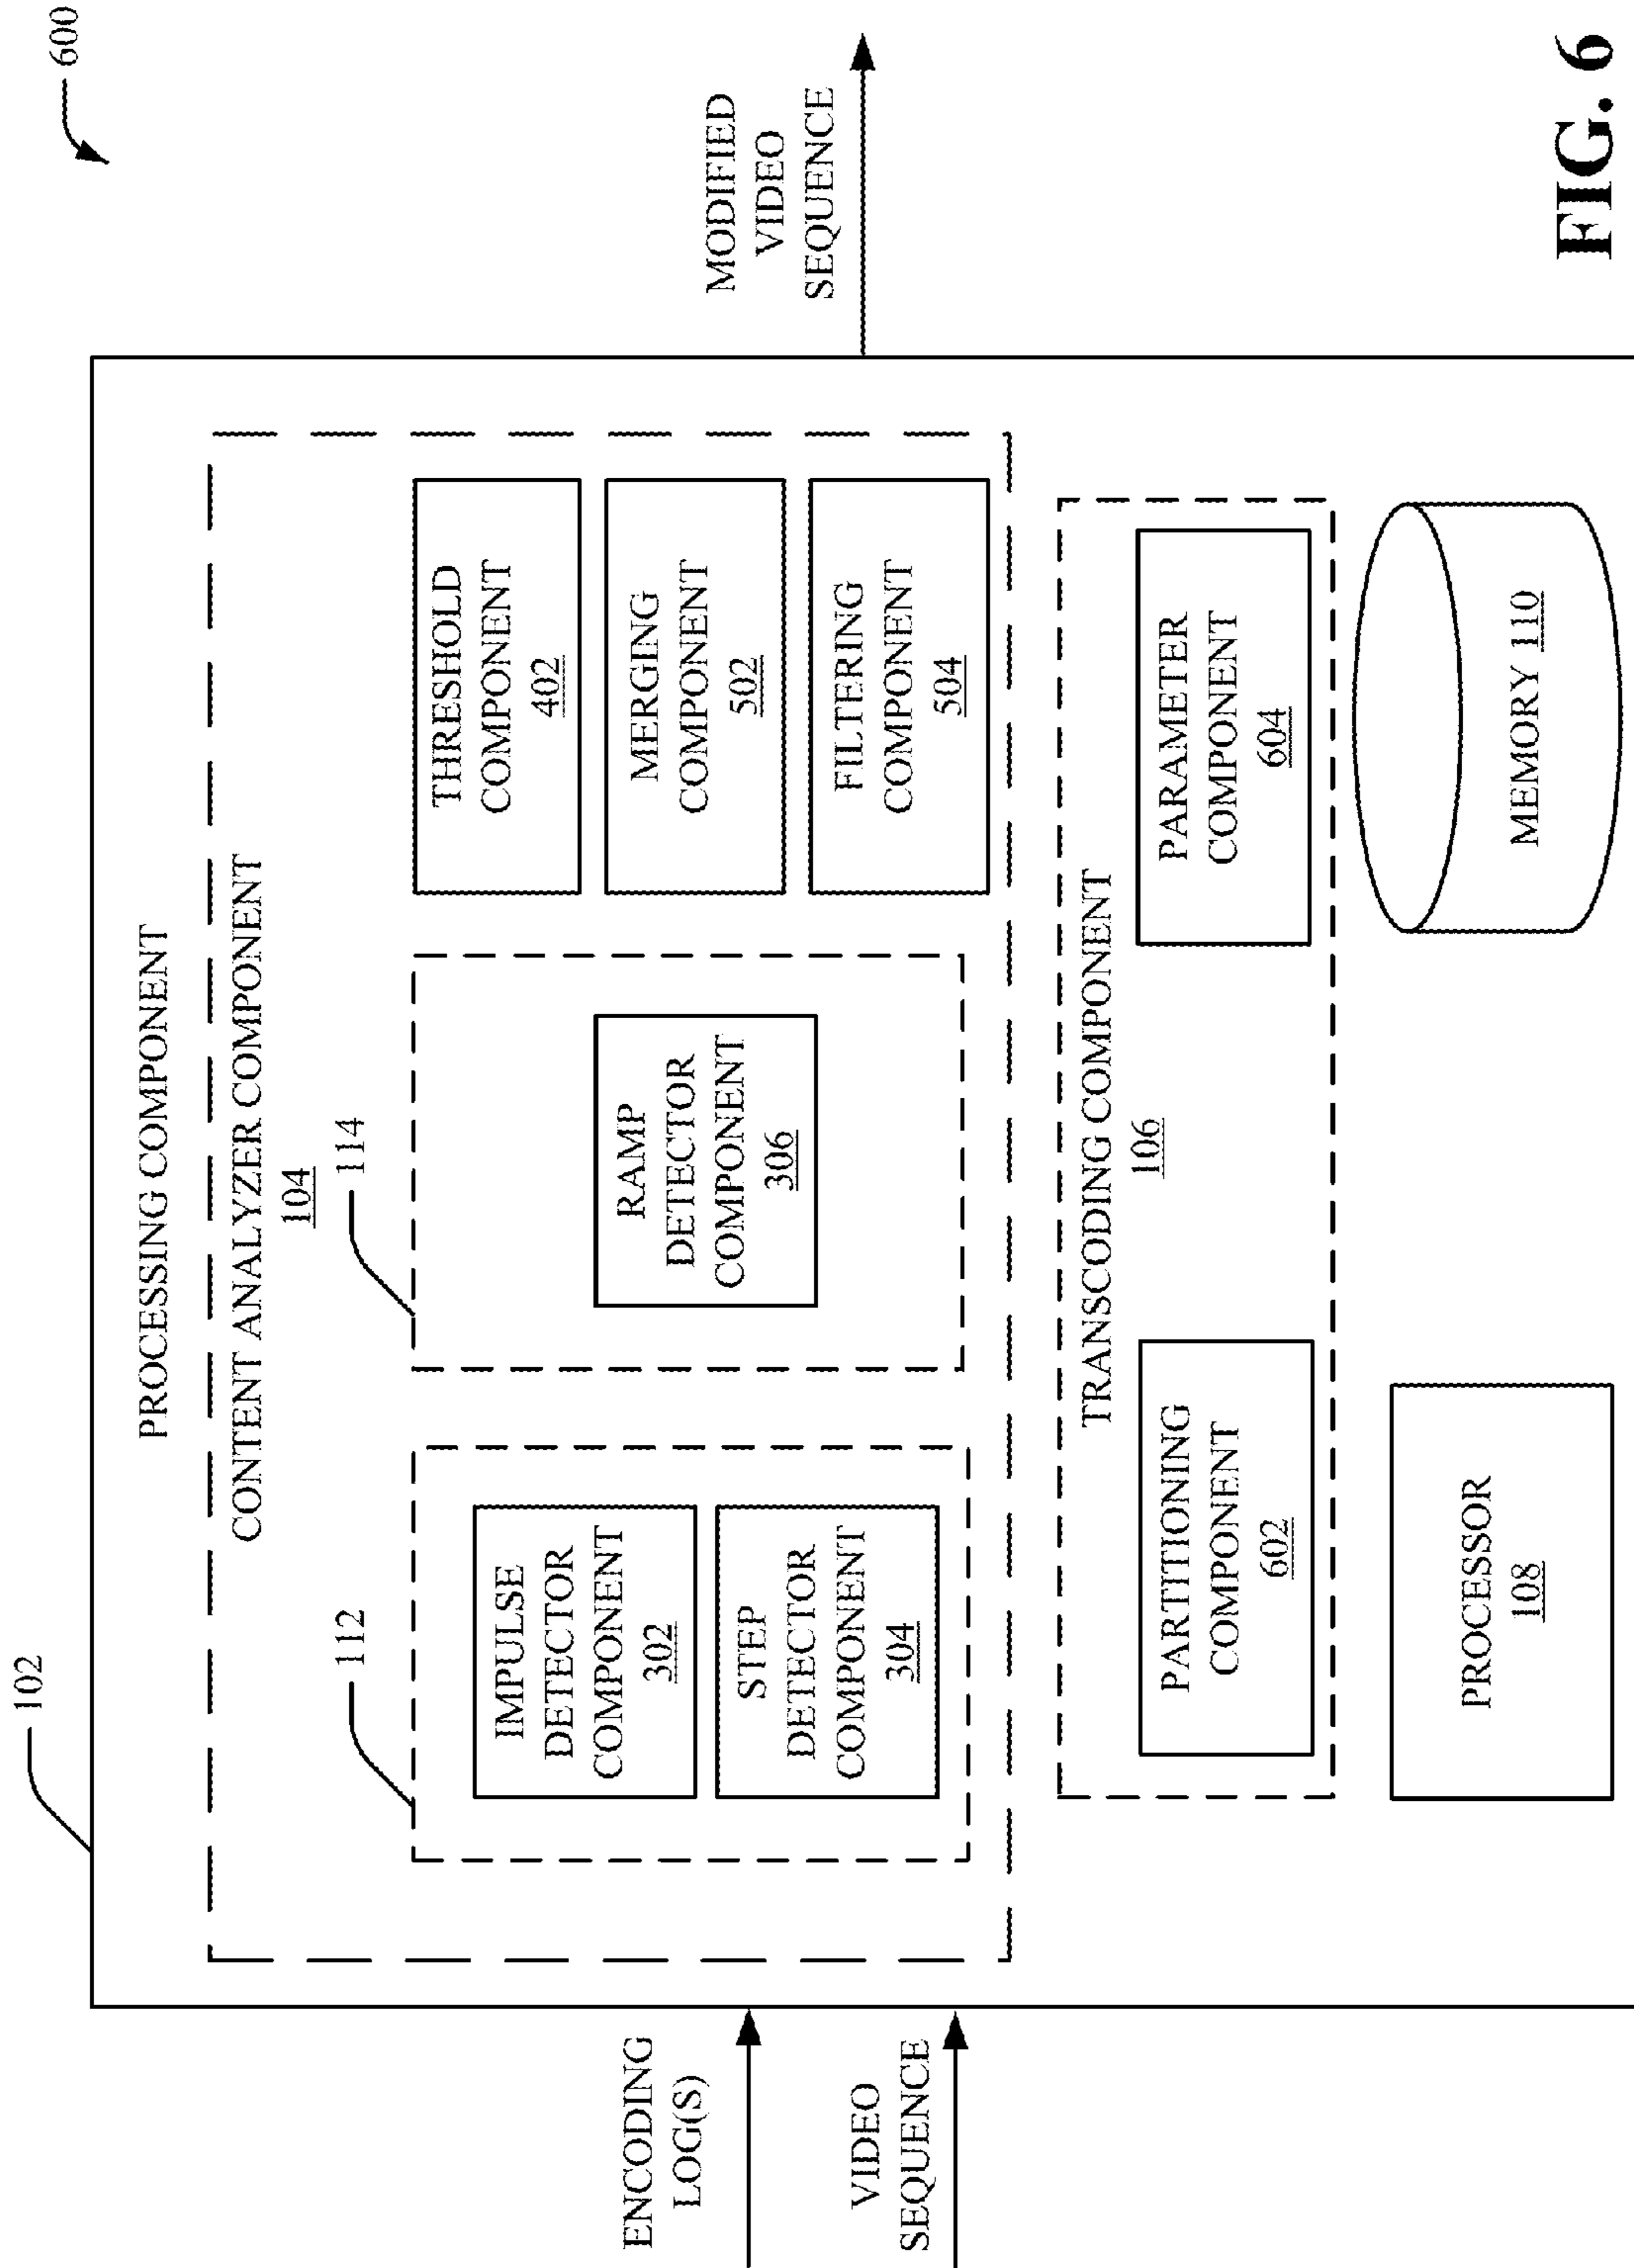 600
102
PROCESSING COMPONENT
CONTENT ANALYZER COMPONENT
104
112
114
IMPULSE
DETECTOR
COMPONENT
302
STEP
DETECTOR
COMPONENT
304
RAMP
DETECTOR
COMPONENT
306
THRESHOLD
COMPONENT
402
MERGING
COMPONENT
502
FILTERING
COMPONENT
504
ENCODING
LOG(S)
VIDEO
SEQUENCE
MODIFIED
VIDEO
SEQUENCE
TRANSCODING COMPONENT
106
PARTITIONING
COMPONENT
602
PARAMETER
COMPONENT
604
PROCESSOR
108
MEMORY 110
FIG. 6